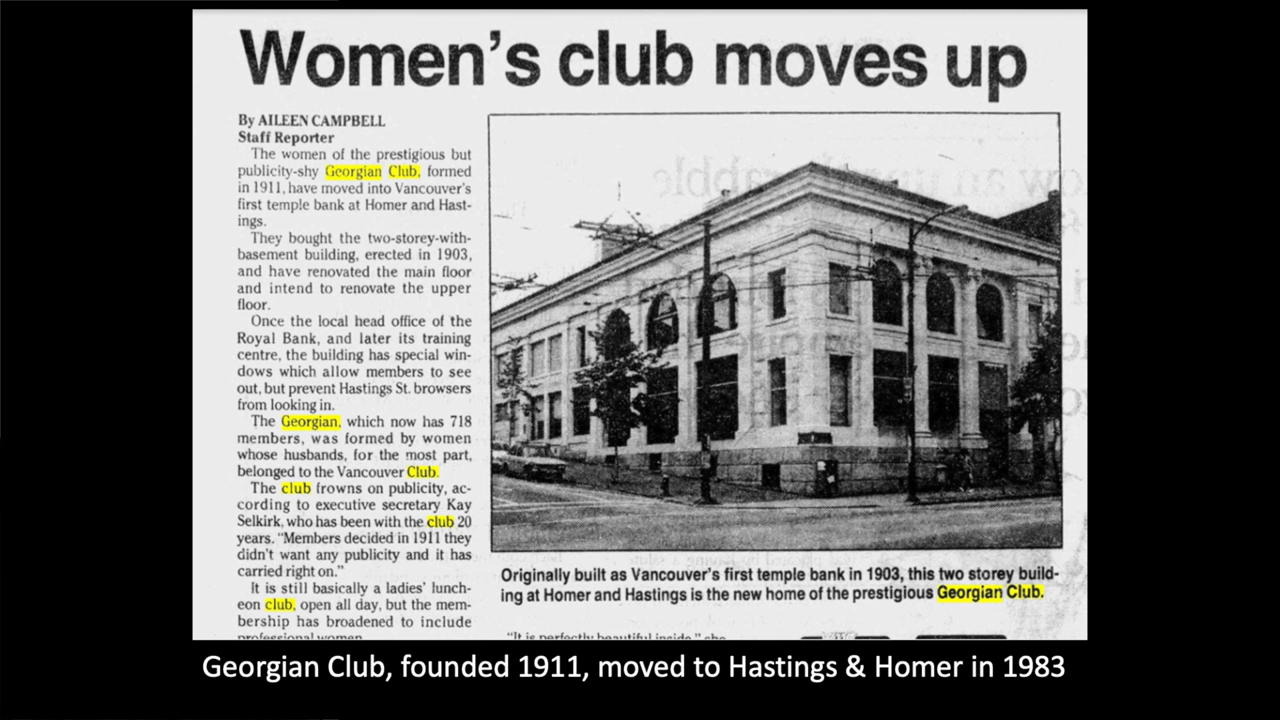 Women's club moves up
By AILEEN CAMPBELL
Staff Reporter
The women of the prestigious but
publicity-shy Georgian Club, formed
in 1911, have moved into Vancouver's
first temple bank at Homer and Hast-
ings.
They bought the two-storey-with-
basement building, erected in 1903,
and have renovated the main floor
and intend to renovate the upper
floor.
Once the local head office of the
Royal Bank, and later its training
centre, the building has special win-
dows which allow members to see
out, but prevent Hastings St. browsers
from looking in.
The Georgian, which now has 718
members, was formed by women
whose husbands, for the most part,
belonged to the Vancouver Club.
The club frowns on publicity, ac-
cording to executive secretary Kay
Selkirk, who has been with the club 20
years. "Members decided in 1911 they
didn't want any publicity and it has
carried right on."
It is still basically a ladies' lunch-
eon club, open all day, but the mem-
bership has broadened to include
professional women
Originally built as Vancouver's first temple bank in 1903, this two storey build-
ing at Homer and Hastings is the new home of the prestigious Georgian Club.
"It is perfectly beautiful inside," she
Georgian Club, founded 1911, moved to Hastings & Homer in 1983